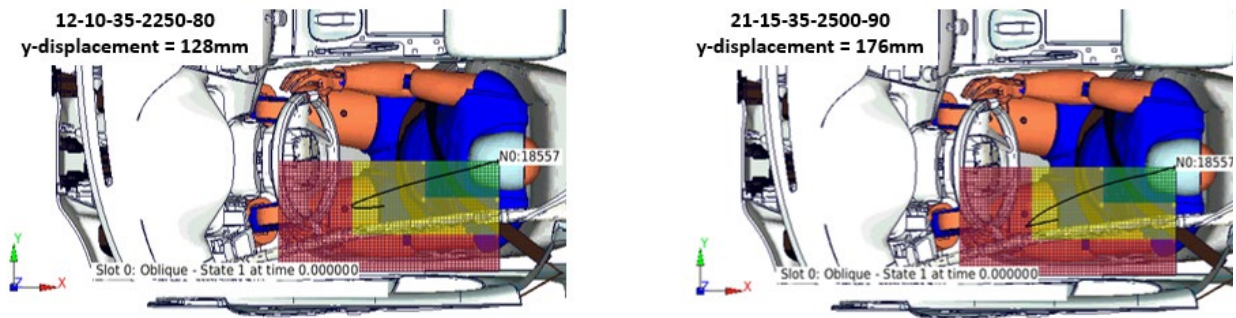 12-10-35-2250-80
y-displacement = 128mm
N0:18557
Slot 0: Oblique - State 1 at time 0.000000
Y
Z
X
21-15-35-2500-90
y-displacement = 176mm
N0:18557
Slot 0: Oblique - State 1 at time 0.000000
Y
Z
X